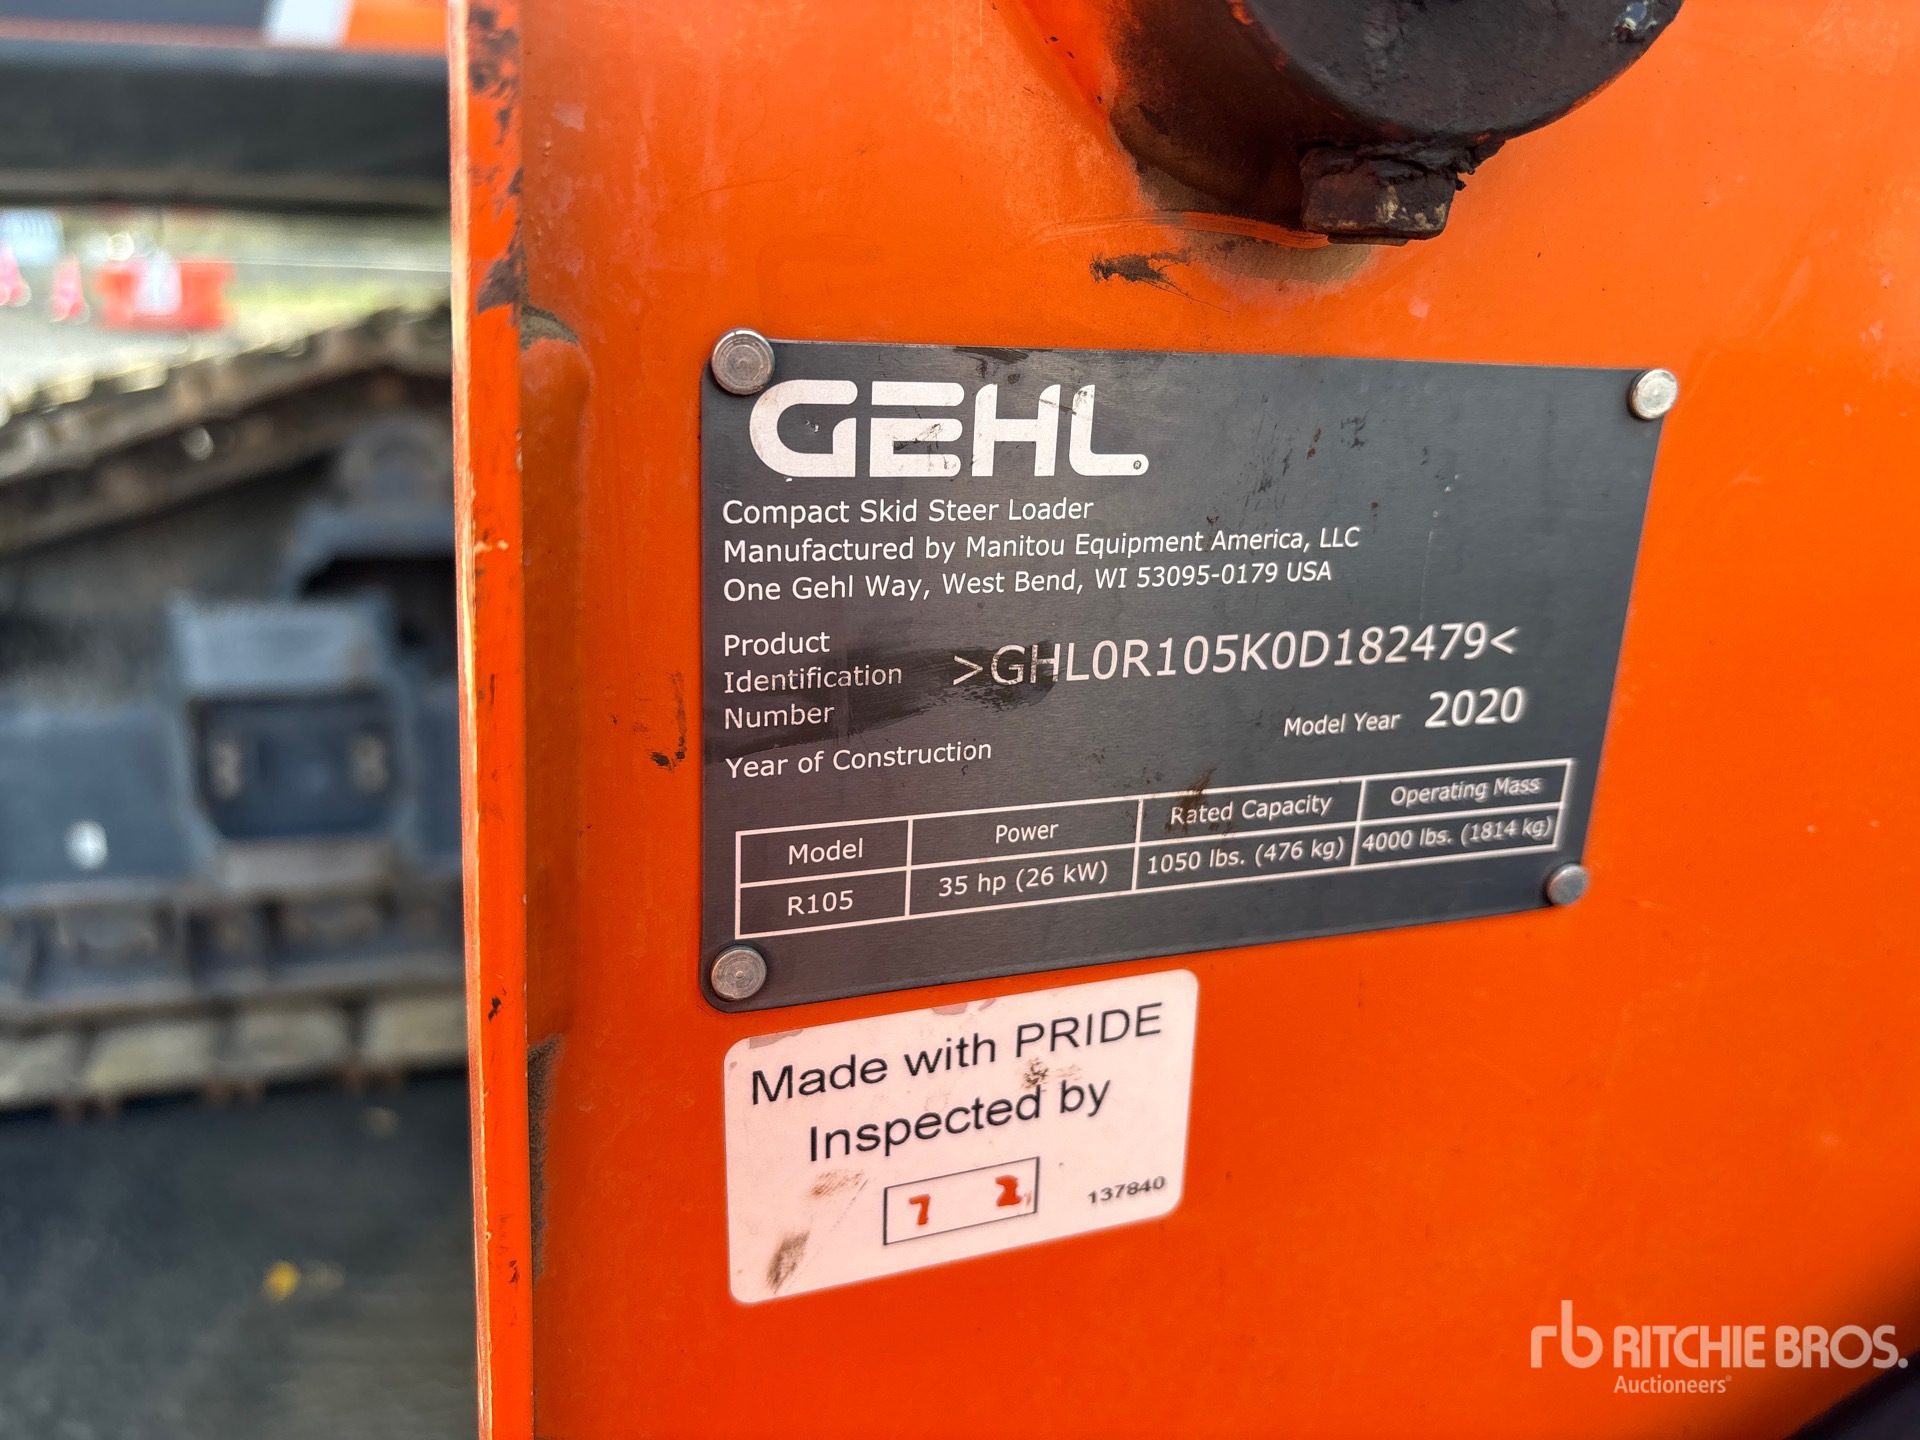 GEHL®
Compact Skid Steer Loader
Manufactured by Manitou Equipment America, LLC
One Gehl Way, West Bend, WI 53095-0179 USA
Product
Identification >GHL0R105K0D182479<
Number
Model Year 2020
Year of Construction
Model Power Rated Capacity Operating Mass
R105 35 hp (26 kW) 1050 lbs. (476 kg) 4000 lbs. (1814 kg)
Made with PRIDE
Inspected by
7 2 137840
rb RITCHIE BROS.
Auctioneers